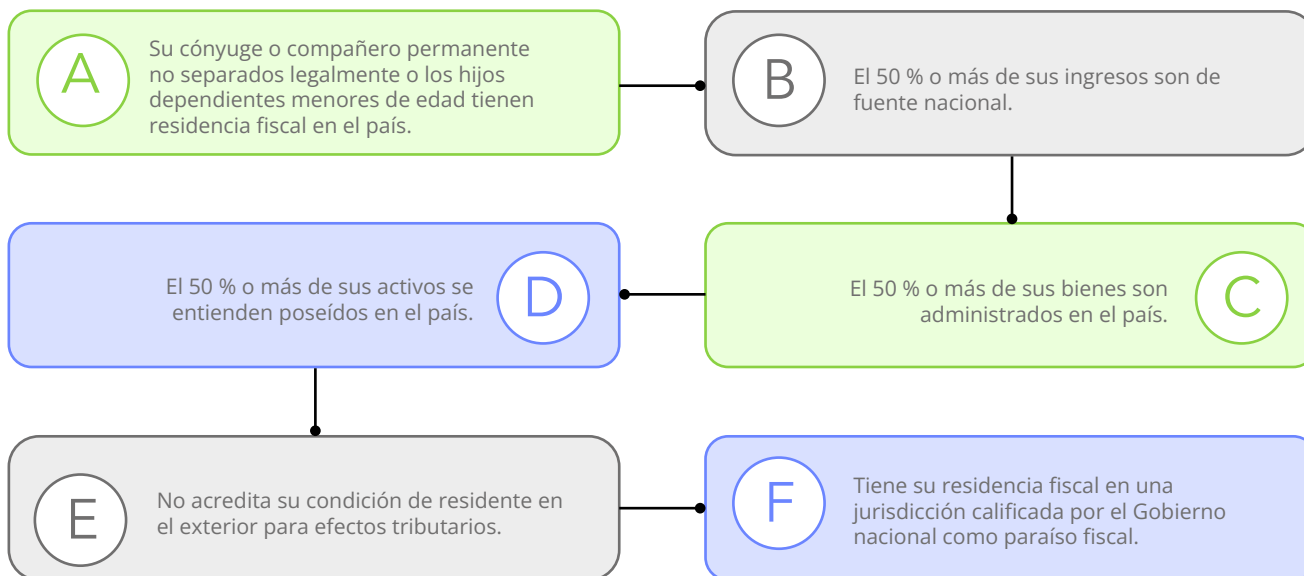 A
Su cónyuge o compañero permanente
no separados legalmente o los hijos
dependientes menores de edad tienen
residencia fiscal en el país.
B
El 50 % o más de sus ingresos son de
fuente nacional.
C
El 50 % o más de sus bienes son
administrados en el país.
D
El 50 % o más de sus activos se
entienden poseídos en el país.
E
No acredita su condición de residente en
el exterior para efectos tributarios.
F
Tiene su residencia fiscal en una
jurisdicción calificada por el Gobierno
nacional como paraíso fiscal.